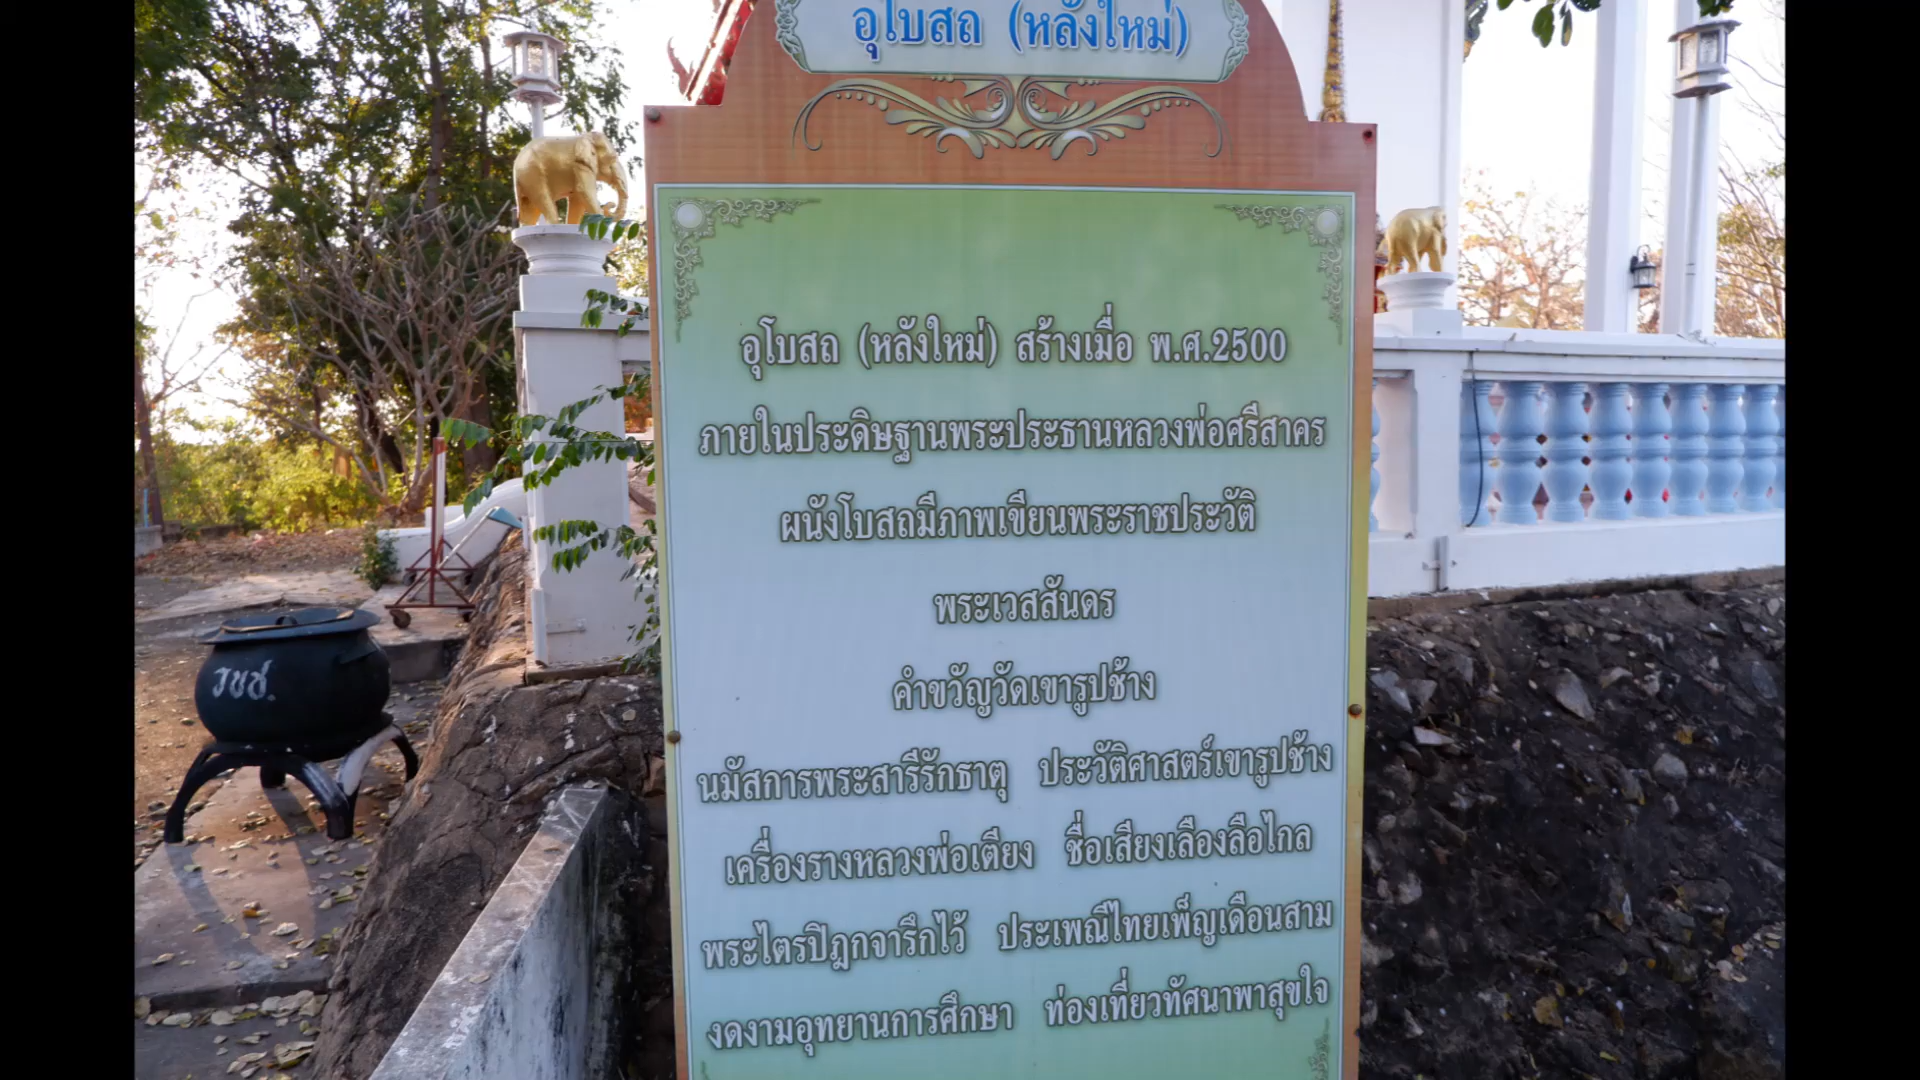 อุโบสถ (หลังใหม่)
อุโบสถ (หลังใหม่) สร้างเมื่อ พ.ศ.2500
ภายในประดิษฐานพระประธานหลวงพ่อศรีสาคร
ผนังโบสถมีภาพเขียนพระราชประวัติ
พระเวสสันดร
คำขวัญวัดเขารูปช้าง
นมัสการพระสารีรักธาตุ ประวัติศาสตร์เขารูปช้าง
เครื่องรางหลวงพ่อเตียง ชื่อเสียงเลืองลือไกล
พระไตรปิฎกจารึกไว้ ประเพณีไทยเพ็ญเดือนสาม
งดงามอุทยานการศึกษา ท่องเที่ยวทัศนาพาสุขใจ
รขช.